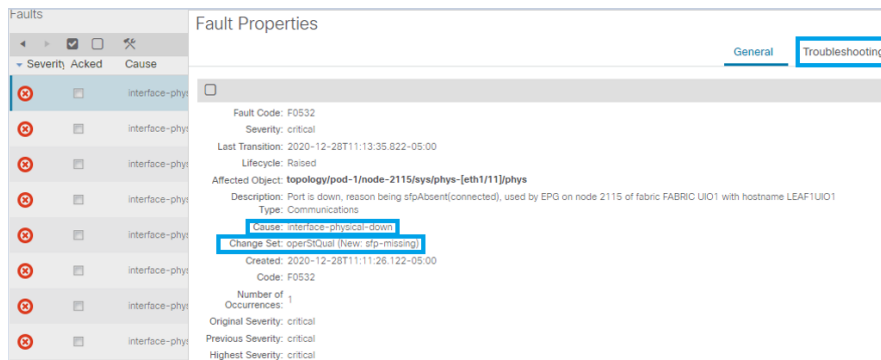 Faults
Severity Acked Cause
interface-phys
interface-phys
interface-phys
interface-phys
interface-phys
interface-phys
interface-phys
interface-phys
Fault Properties
General Troubleshooting
Fault Code: F0532
Severity: critical
Last Transition: 2020-12-28T11:13:35.822-05:00
Lifecycle: Raised
Affected Object: topology/pod-1/node-2115/sys/phys-[eth1/11]/phys
Description: Port is down, reason being sfpAbsent(connected), used by EPG on node 2115 of fabric FABRIC UIO1 with hostname LEAF1UIO1
Type: Communications
Cause: interface-physical-down
Change Set: operStQual (New: sfp-missing)
Created: 2020-12-28T11:11:26.122-05:00
Code: F0532
Number of
Occurrences: 1
Original Severity: critical
Previous Severity: critical
Highest Severity: critical